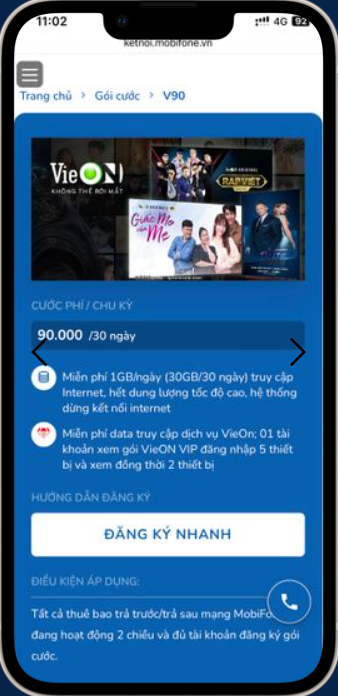 11:02
4G 92
ketnoi.mobifone.vn
Trang chủ > Gói cước > V90
VieON
KHÔNG THỂ RỜI MẮT
RAP VIỆT
Giấc Mơ
của Mẹ
CƯỚC PHÍ / CHU KỲ
90.000 /30 ngày
Miễn phí 1GB/ngày (30GB/30 ngày) truy cập
Internet, hết dung lượng tốc độ cao, hệ thống
dừng kết nối internet
Miễn phí data truy cập dịch vụ VieOn; 01 tài
khoản xem gói VieON VIP đăng nhập 5 thiết
bị và xem đồng thời 2 thiết bị
HƯỚNG DẪN ĐĂNG KÝ
ĐĂNG KÝ NHANH
ĐIỀU KIỆN ÁP DỤNG:
Tất cả thuê bao trả trước/trả sau mạng MobiFo
đang hoạt động 2 chiều và đủ tài khoản đăng ký gói
cước.